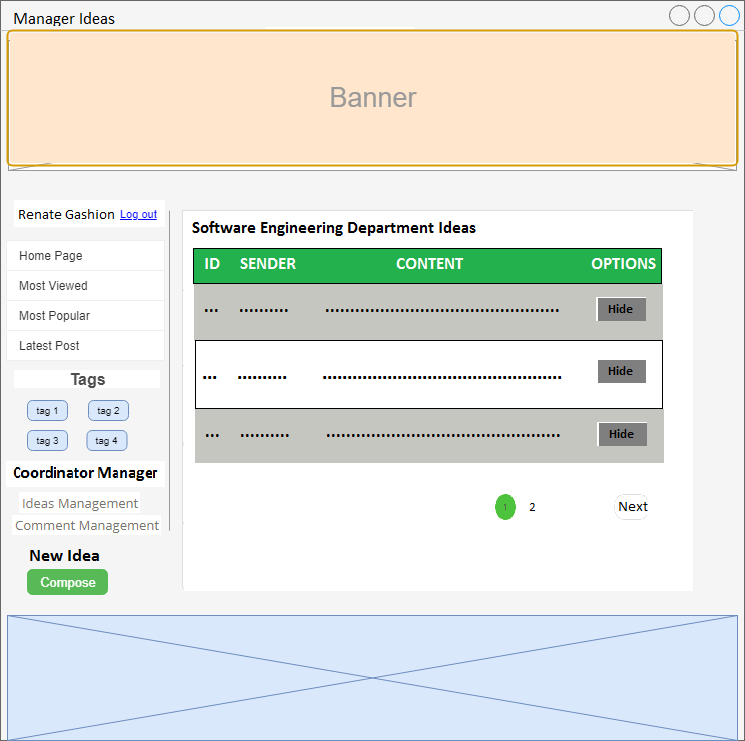 Manager Ideas
Banner
Renate Gashion Log out
Home Page
Most Viewed
Most Popular
Latest Post
Tags
tag 1 tag 2
tag 3 tag 4
Coordinator Manager
Ideas Management
Comment Management
New Idea
Compose
Software Engineering Department Ideas
ID SENDER CONTENT OPTIONS
... .......... ............................................... Hide
... .......... ................................................ Hide
... .......... ............................................... Hide
1 2 Next